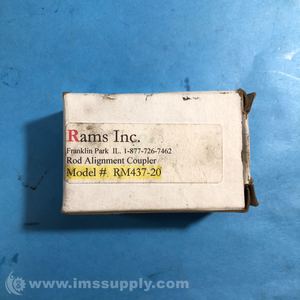 Rams Inc.
Franklin Park IL. 1-877-726-7462
Rod Alignment Coupler
Model # RM437-20
© www.imssupply.com